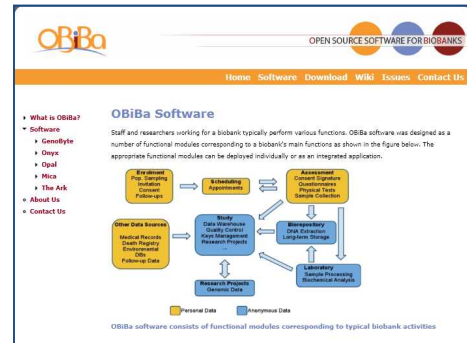 OBiBa
OPEN SOURCE SOFTWARE FOR BIOBANKS
Home Software Download Wiki Issues Contact Us
What is OBiBa?
Software
GenoByte
Onyx
Opal
Mica
The Ark
About Us
Contact Us
OBiBa Software
Staff and researchers working for a biobank typically perform various functions. OBiBa software was designed as a
number of functional modules corresponding to a biobank's main functions as shown in the figure below. The
appropriate functional modules can be deployed individually or as an integrated application.
Enrolment
Pop. Sampling
Invitation
Consent
Follow-ups
Scheduling
Appointments
Assessment
Consent Signature
Questionnaires
Physical Tests
Sample Collection
Other Data Sources
Medical Records
Death Registry
Environmental
DBs
Follow-up Data
Study
Data Warehouse
Quality Control
Keys Management
Research Projects
...
Biorepository
DNA Extraction
Long-term Storage
Laboratory
Sample Processing
Biochemical Analysis
Research Projects
Genomic Data
Personal Data
Anonymous Data
OBiBa software consists of functional modules corresponding to typical biobank activities